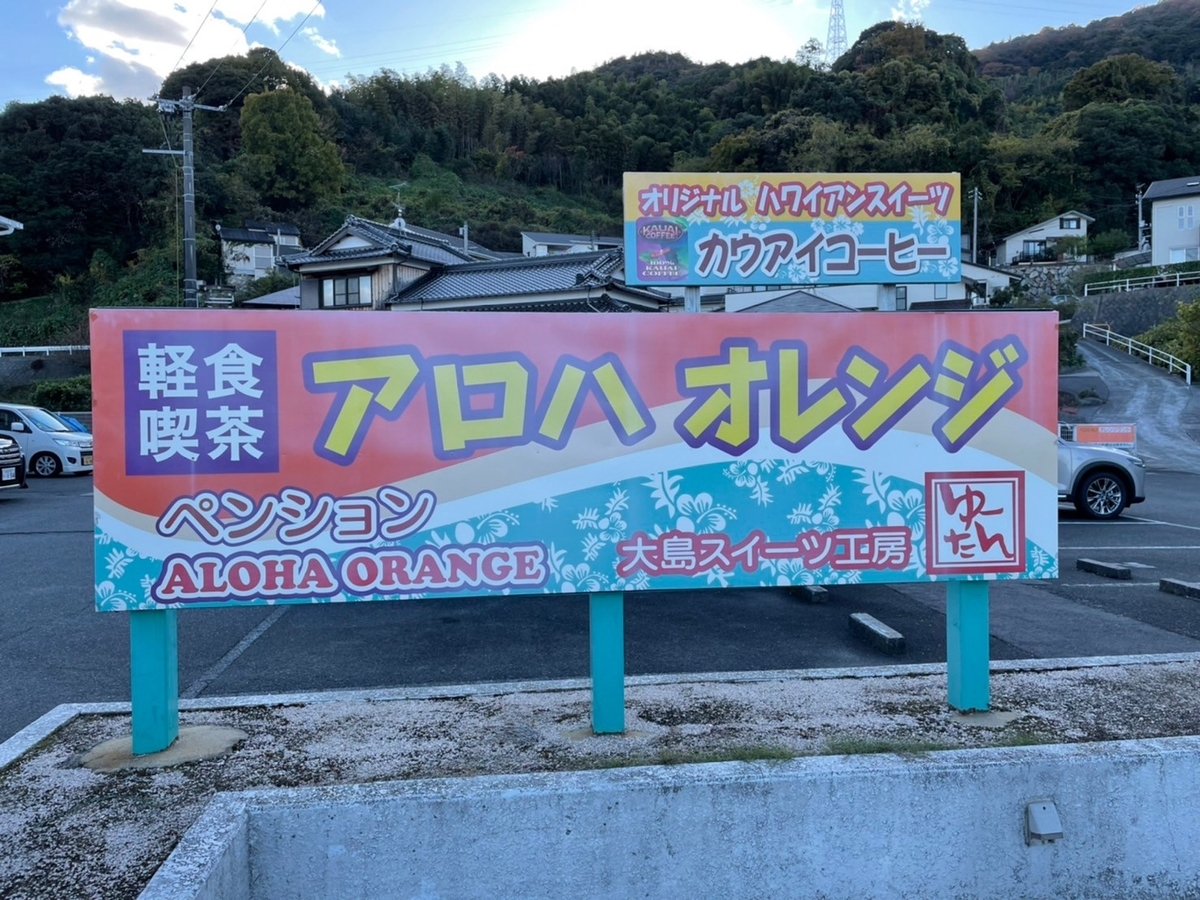 オリジナル ハワイアンスイーツ
KAUAI
COFFEE
100%
KAUAI
COFFEE
カウアイコーヒー
軽食
喫茶
アロハ オレンジ
ペンション
ALOHA ORANGE
大島スイーツ工房
ゆくたん